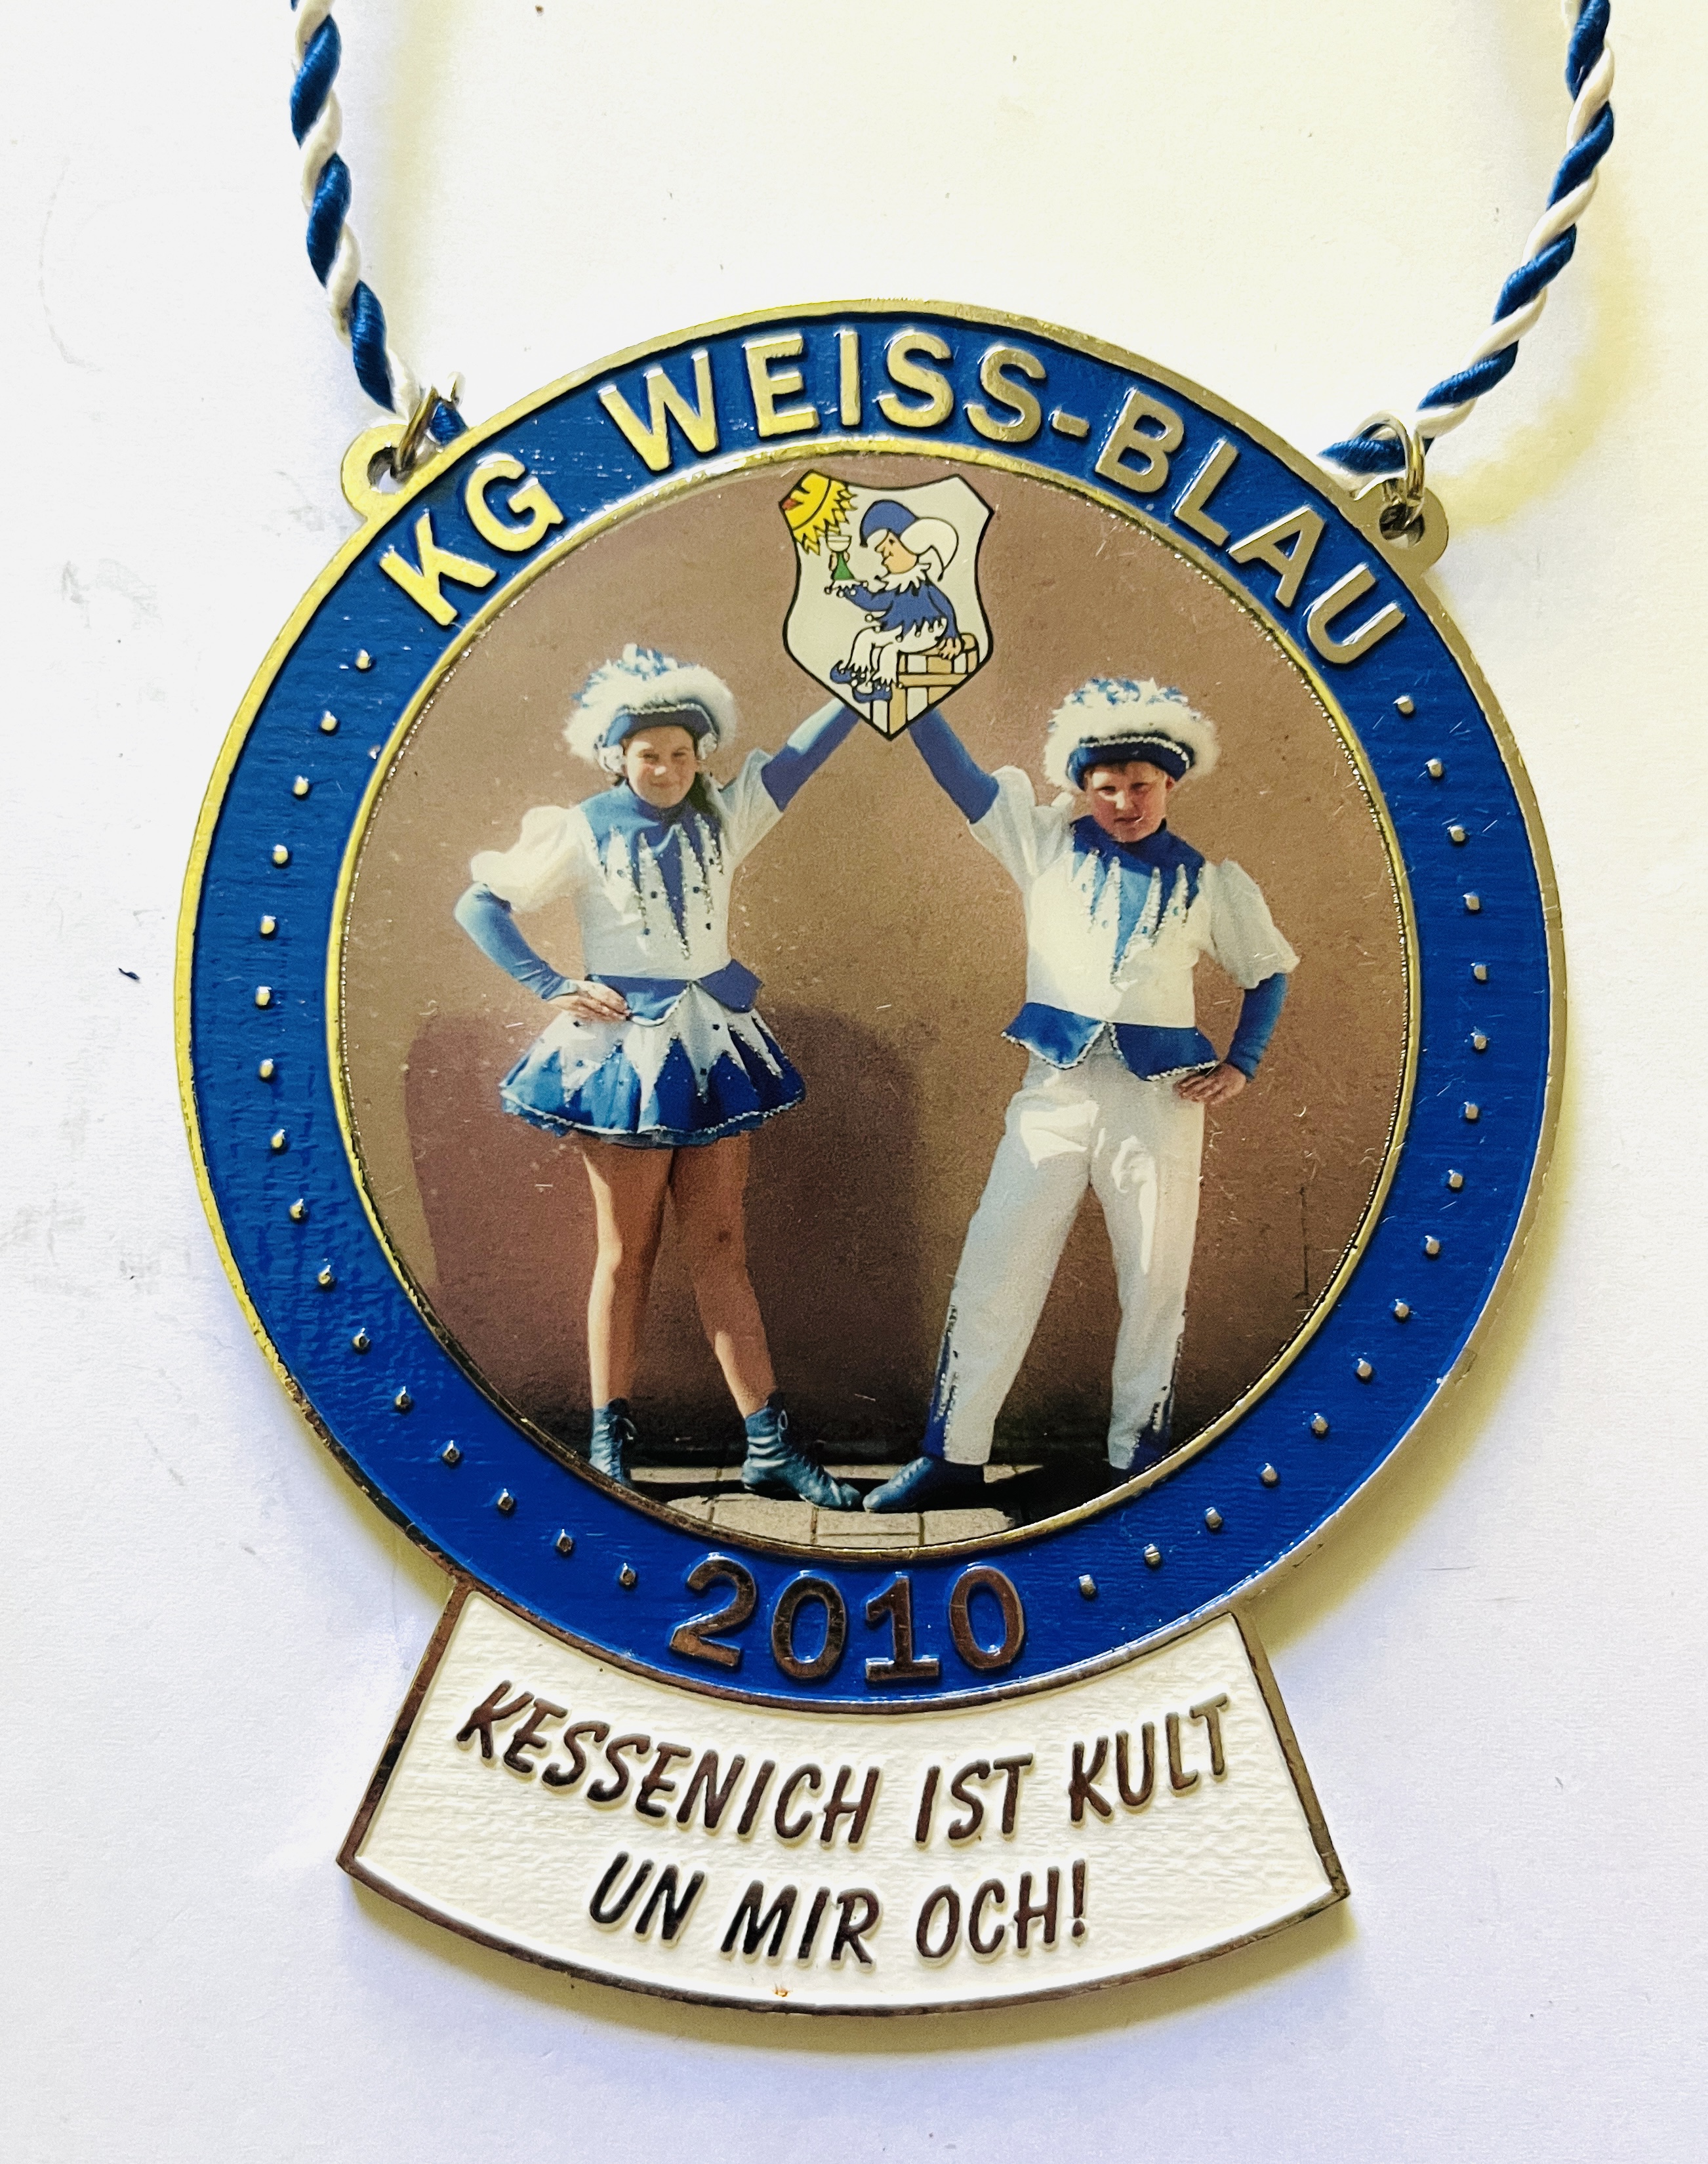 KG WEISS-BLAU
2010
KESSENICH IST KULT
UN MIR OCH!